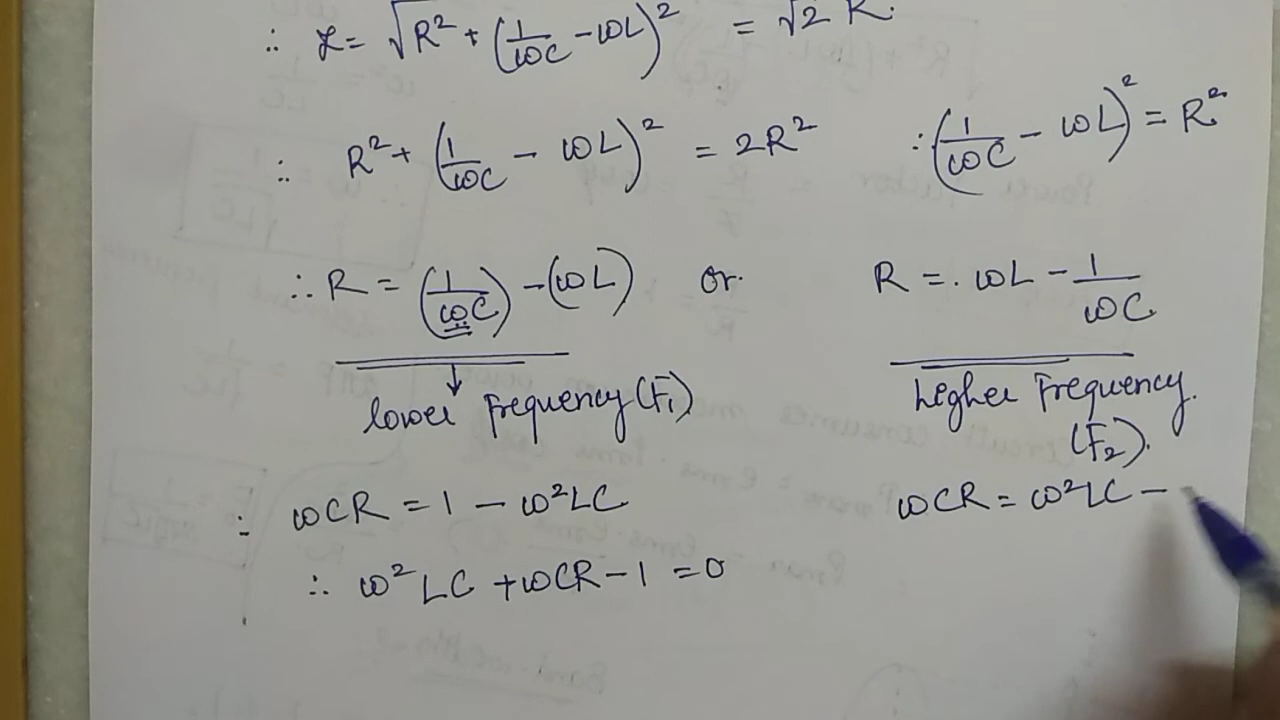 ∴ Z = √R² + (1/ωC - ωL)² = √2 R.
∴ R² + (1/ωC - ωL)² = 2R² ∴ (1/ωC - ωL)² = R²
∴ R = (1/ωC) - (ωL) or. R = . ωL - 1/ωC
lower Frequency (F₁) higher Frequency.
(F₂).
∴ ωCR = 1 - ω²LC ωCR = ω²LC -
∴ ω²LC + ωCR - 1 = 0